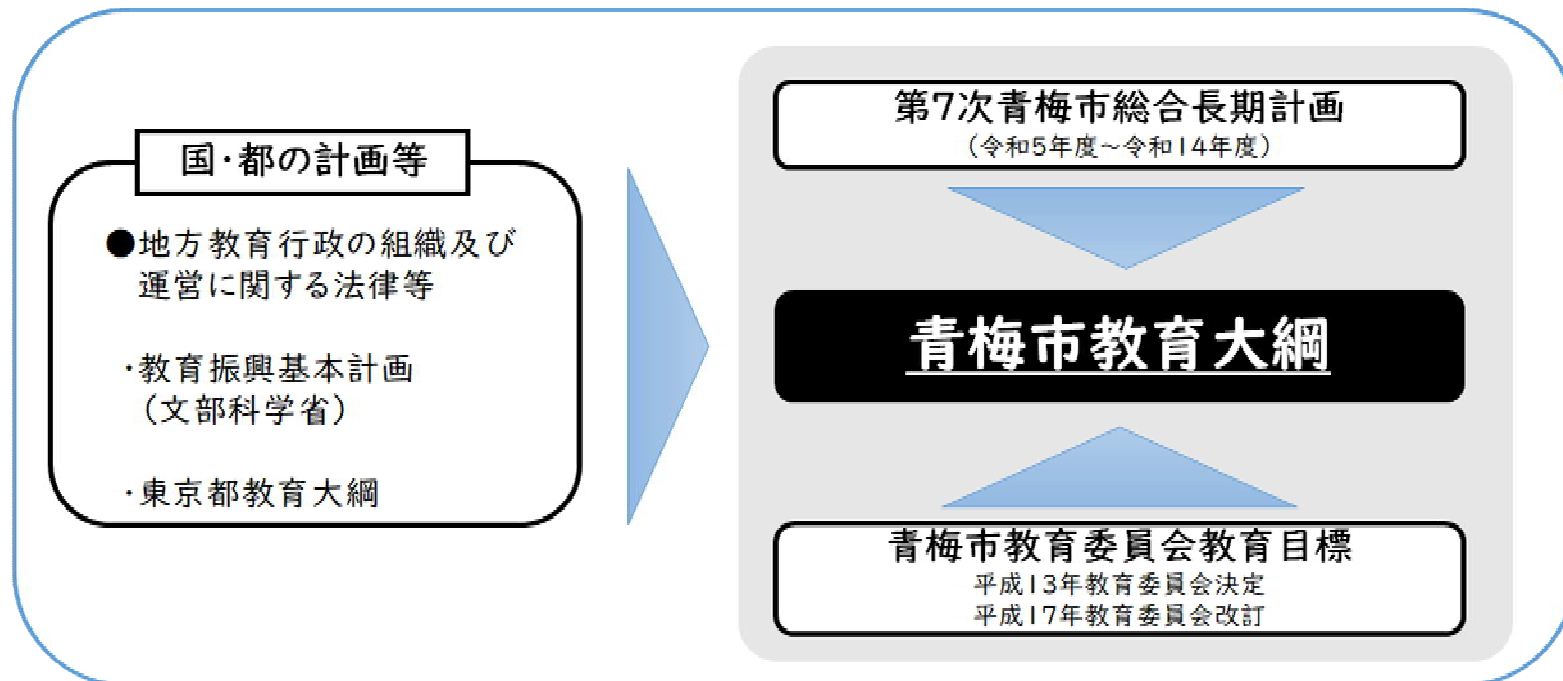 国・都の計画等
●地方教育行政の組織及び
運営に関する法律等
・教育振興基本計画
（文部科学省）
・東京都教育大綱
第7次青梅市総合長期計画
（令和5年度～令和14年度）
青梅市教育大綱
青梅市教育委員会教育目標
平成13年教育委員会決定
平成17年教育委員会改訂